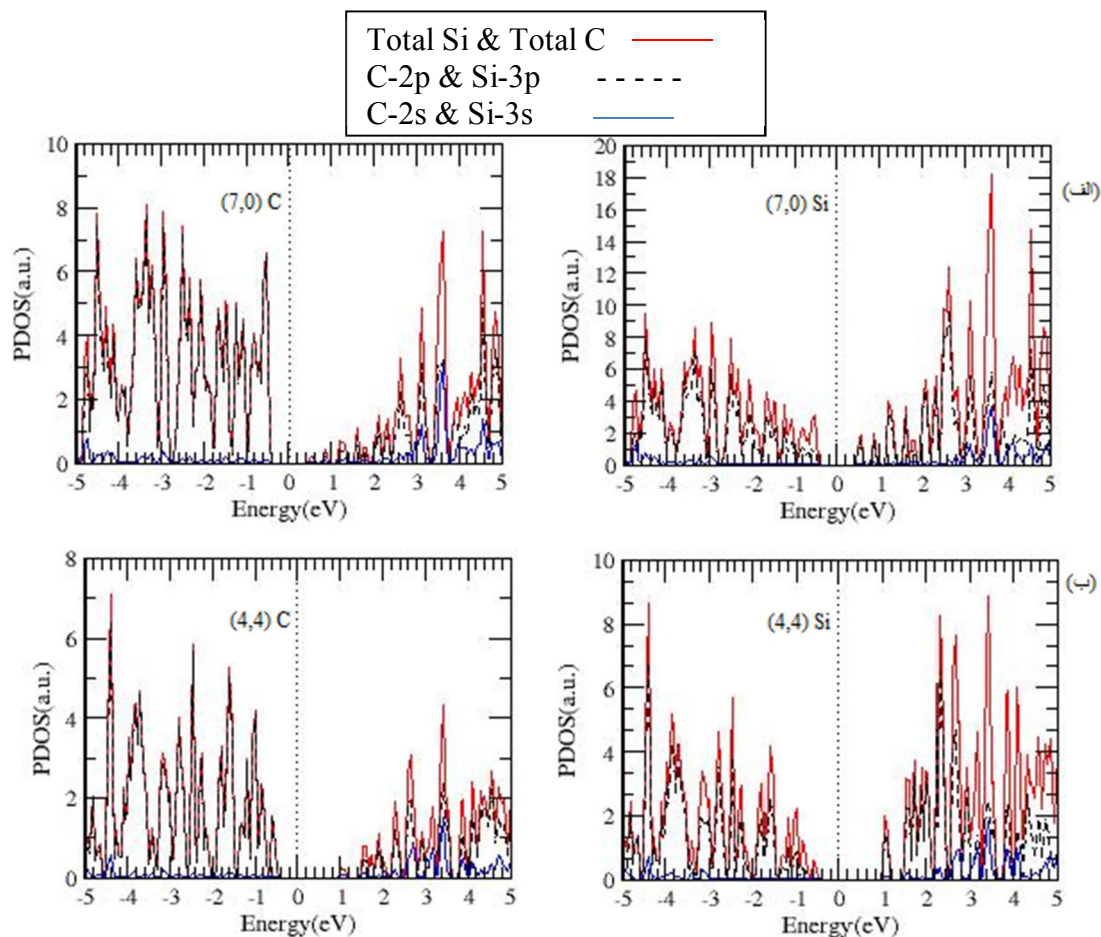 Total Si & Total C
C-2p & Si-3p
C-2s & Si-3s
10
8
6
4
2
0
PDOS(a.u.)
(7,0) C
-5 -4 -3 -2 -1 0 1 2 3 4 5
Energy(eV)
20
18
16
14
12
10
8
6
4
2
0
PDOS(a.u.)
(7,0) Si
-5 -4 -3 -2 -1 0 1 2 3 4 5
Energy(eV)
(الف)
8
6
4
2
0
PDOS(a.u.)
(4,4) C
-5 -4 -3 -2 -1 0 1 2 3 4 5
Energy(eV)
10
8
6
4
2
0
PDOS(a.u.)
(4,4) Si
-5 -4 -3 -2 -1 0 1 2 3 4 5
Energy(eV)
(ب)